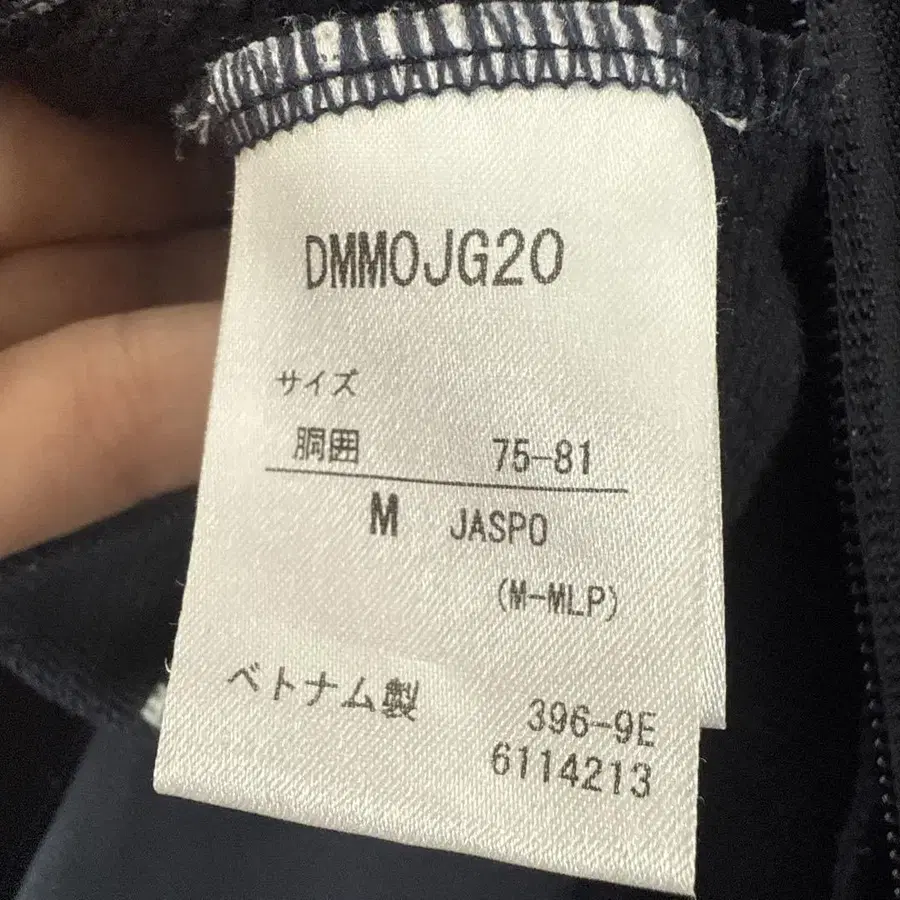 DMMOJG20
サイズ
胴囲 75-81
M JASPO
(M-MLP)
ベトナム製 396-9E
6114213